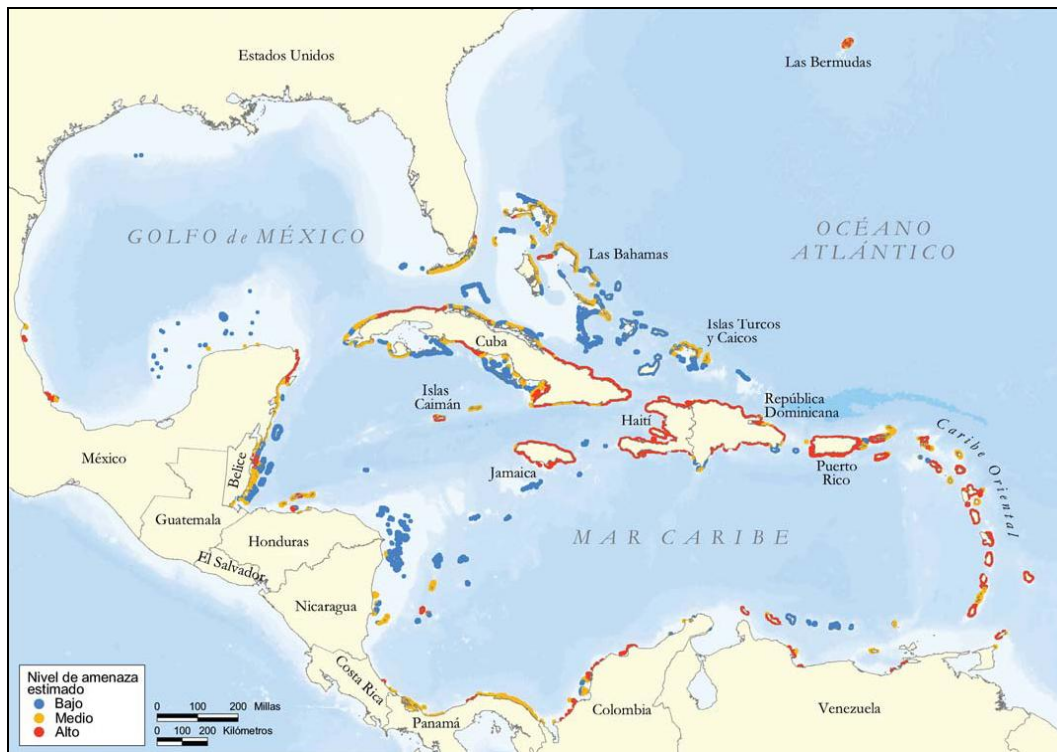 Estados Unidos
Las Bermudas
GOLFO de MÉXICO
OCÉANO
ATLÁNTICO
Las Bahamas
Islas Turcos
y Caicos
Cuba
Islas
Caimán
Haití
República
Dominicana
Jamaica
Puerto
Rico
Caribe Oriental
México
Belice
Guatemala
Honduras
El Salvador
MAR CARIBE
Nicaragua
Costa Rica
Panamá
Colombia
Venezuela
Nivel de amenaza
estimado
Bajo
Medio
Alto
0 100 200 Millas
0 100 200 Kilómetros